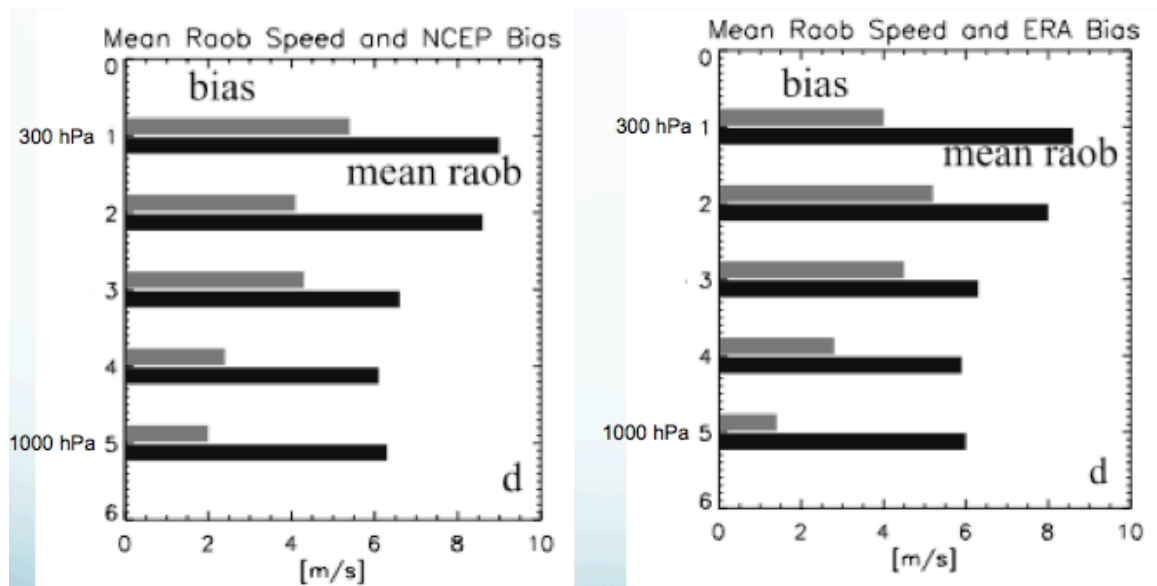 Mean Raob Speed and NCEP Bias
0
bias
300 hPa 1
mean raob
2
3
4
1000 hPa 5
d
6
0 2 4 6 8 10
[m/s]
Mean Raob Speed and ERA Bias
0
bias
300 hPa 1
mean raob
2
3
4
1000 hPa 5
d
6
0 2 4 6 8 10
[m/s]